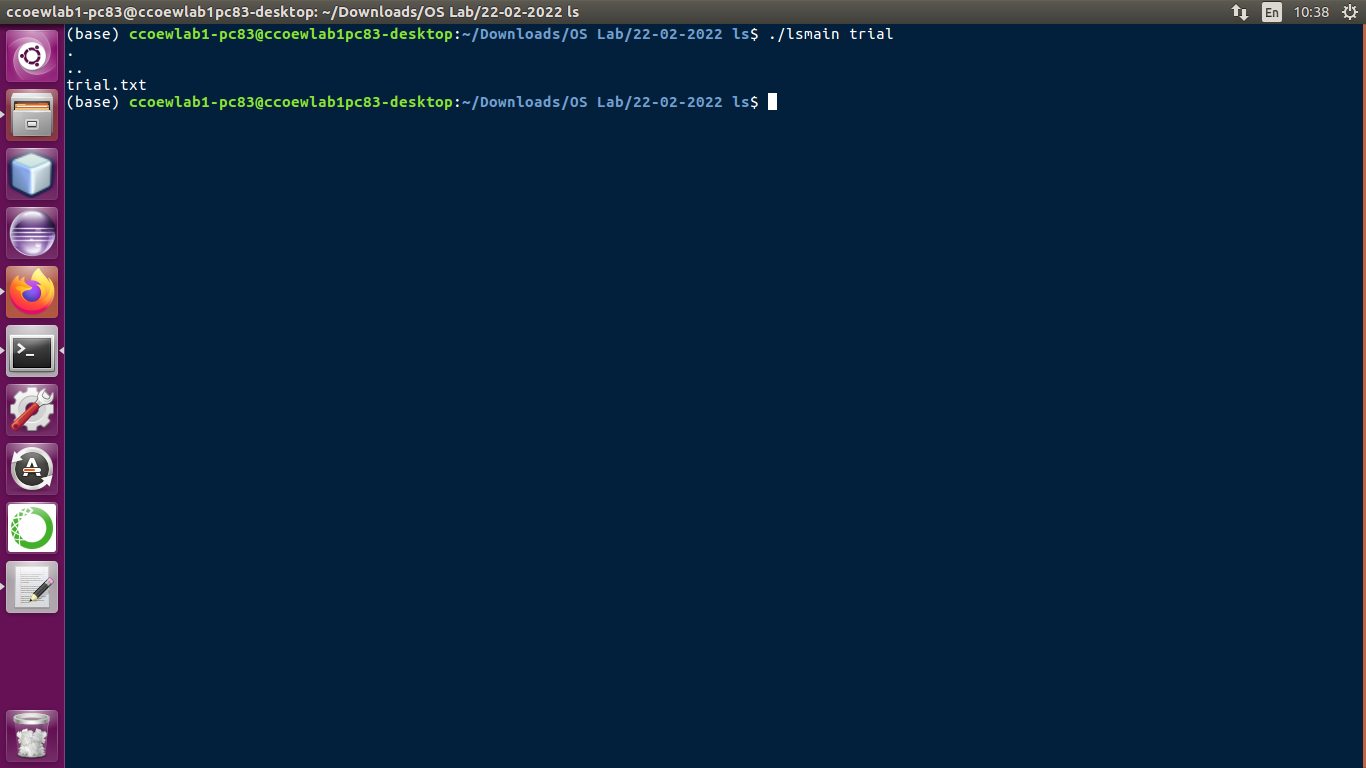 ccoewlab1-pc83@ccoewlab1pc83-desktop: ~/Downloads/OS Lab/22-02-2022 ls
En
10:38
(base) ccoewlab1-pc83@ccoewlab1pc83-desktop:~/Downloads/OS Lab/22-02-2022 ls$ ./lsmain trial
.
..
trial.txt
(base) ccoewlab1-pc83@ccoewlab1pc83-desktop:~/Downloads/OS Lab/22-02-2022 ls$